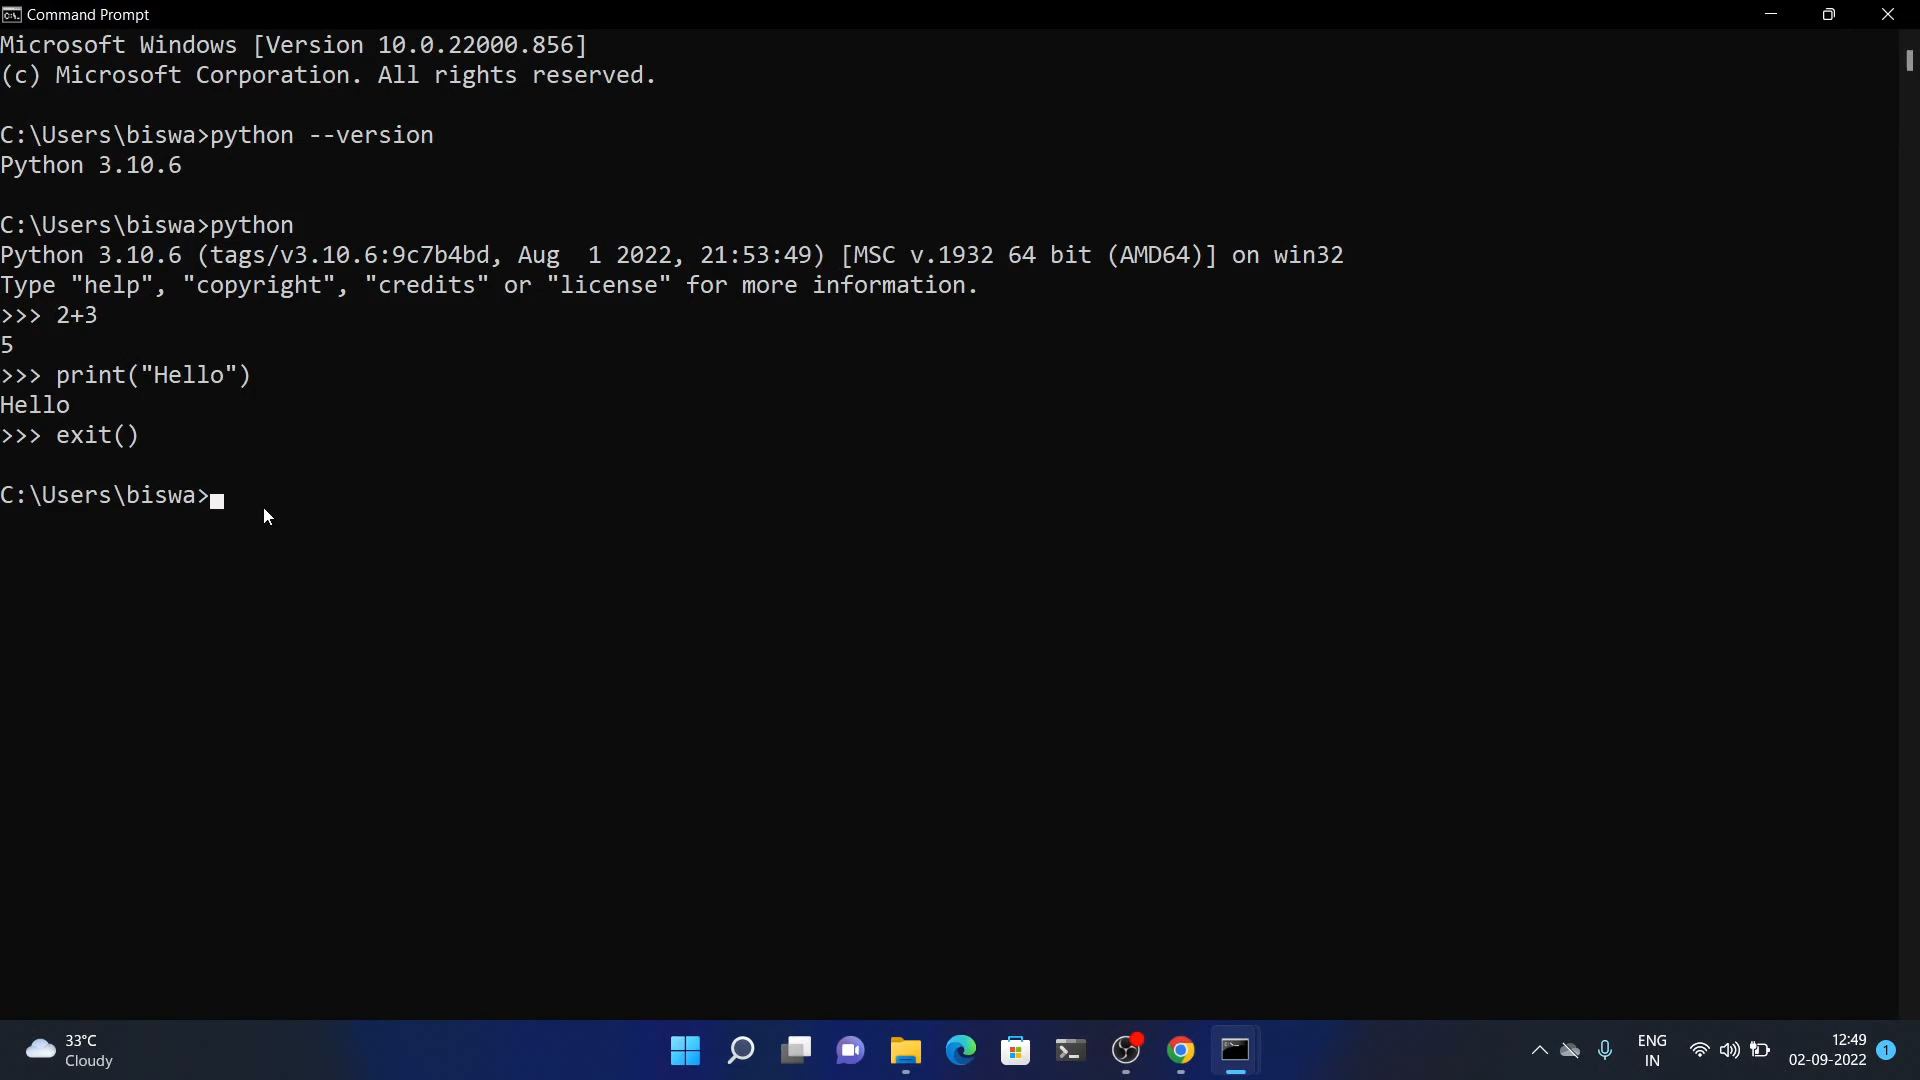 Command Prompt
Microsoft Windows [Version 10.0.22000.856]
(c) Microsoft Corporation. All rights reserved.
C:\Users\biswa>python --version
Python 3.10.6
C:\Users\biswa>python
Python 3.10.6 (tags/v3.10.6:9c7b4bd, Aug  1 2022, 21:53:49) [MSC v.1932 64 bit (AMD64)] on win32
Type "help", "copyright", "credits" or "license" for more information.
>>> 2+3
5
>>> print("Hello")
Hello
>>> exit()
C:\Users\biswa>
33°C
Cloudy
ENG
IN
12:49
02-09-2022
1